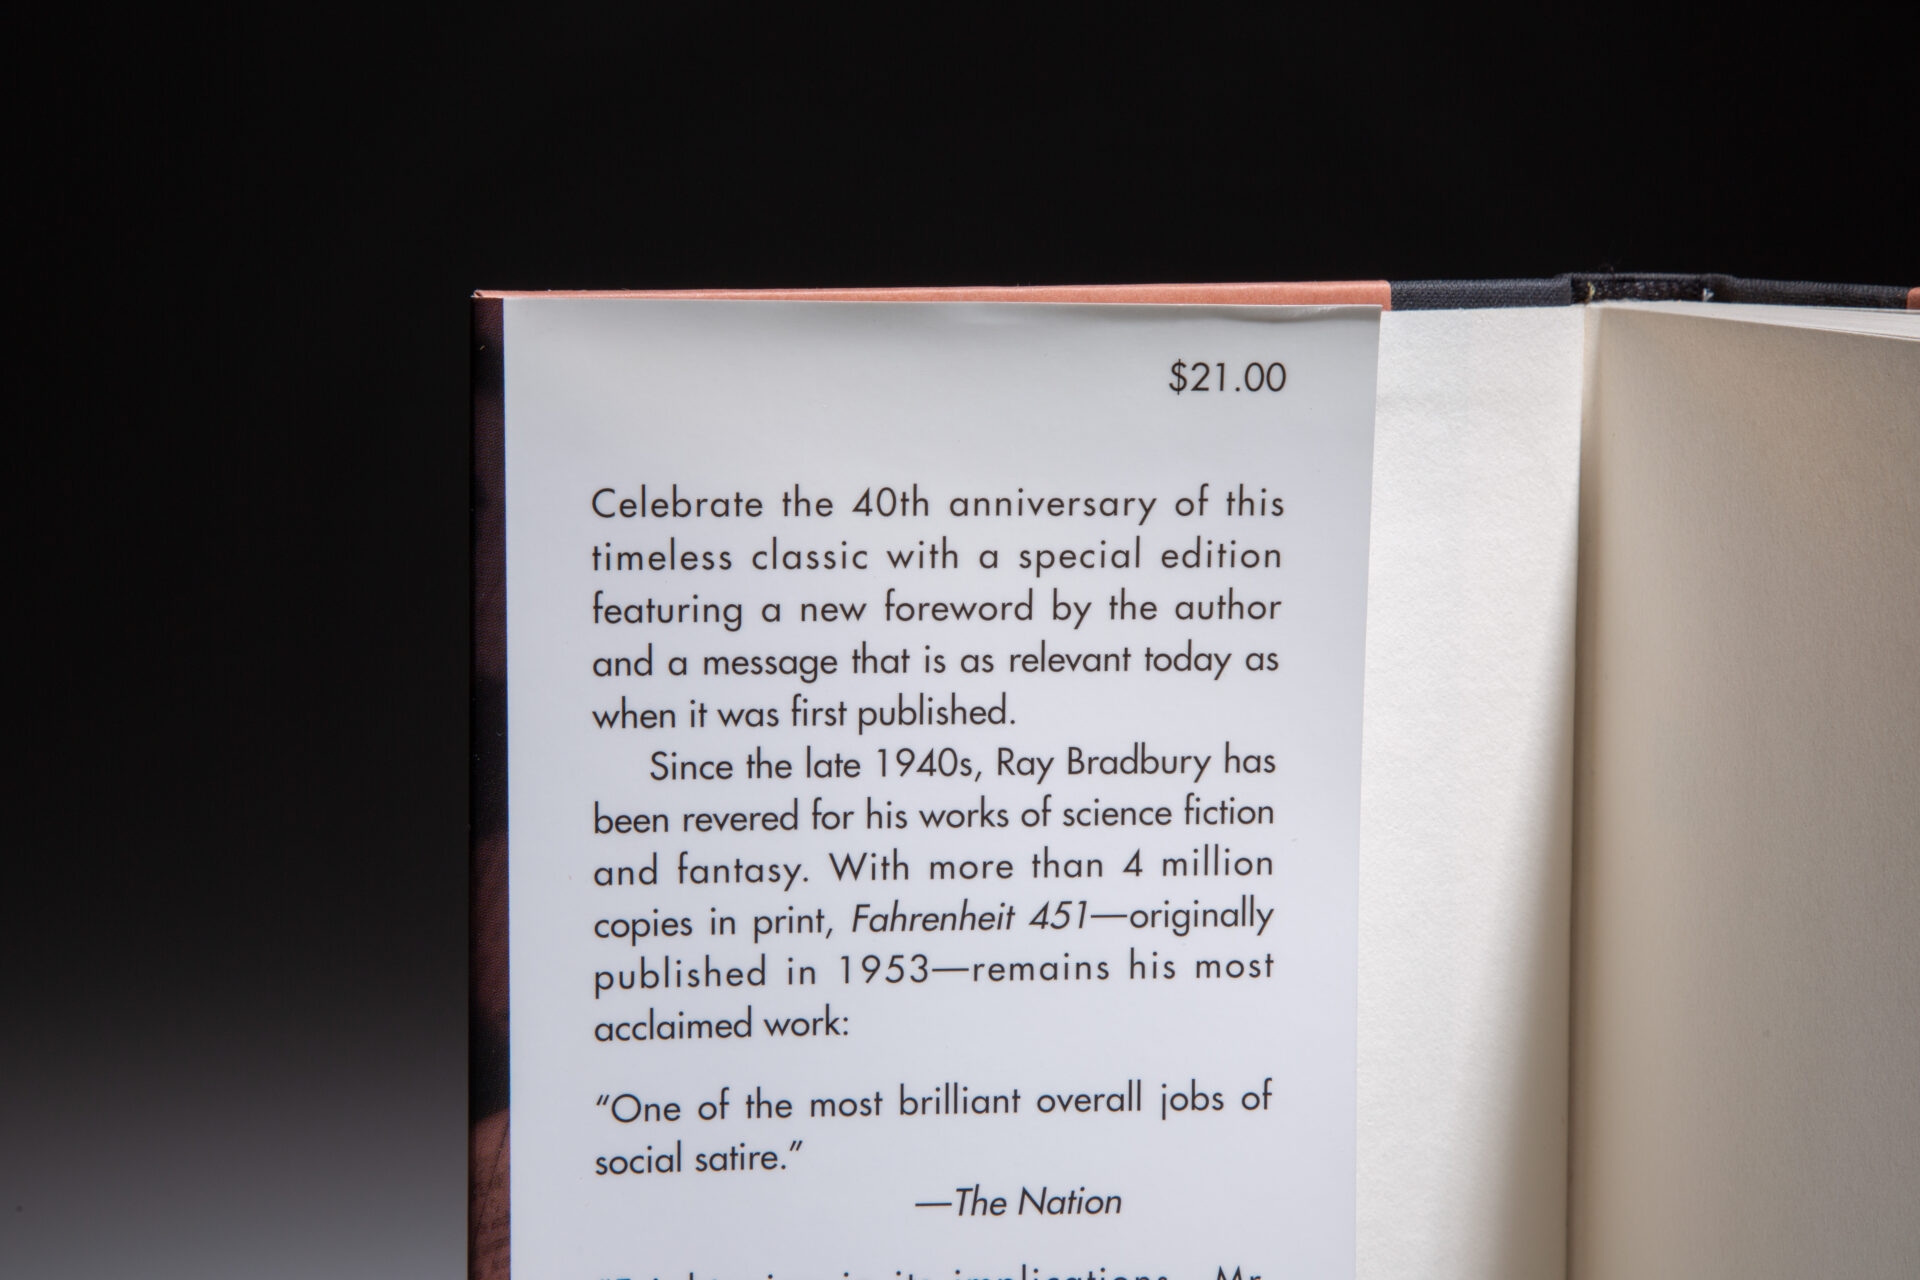 $21.00
Celebrate the 40th anniversary of this
timeless classic with a special edition
featuring a new foreword by the author
and a message that is as relevant today as
when it was first published.
Since the late 1940s, Ray Bradbury has
been revered for his works of science fiction
and fantasy. With more than 4 million
copies in print, Fahrenheit 451—originally
published in 1953—remains his most
acclaimed work:
“One of the most brilliant overall jobs of
social satire.”
—The Nation
in its implications. Mr.